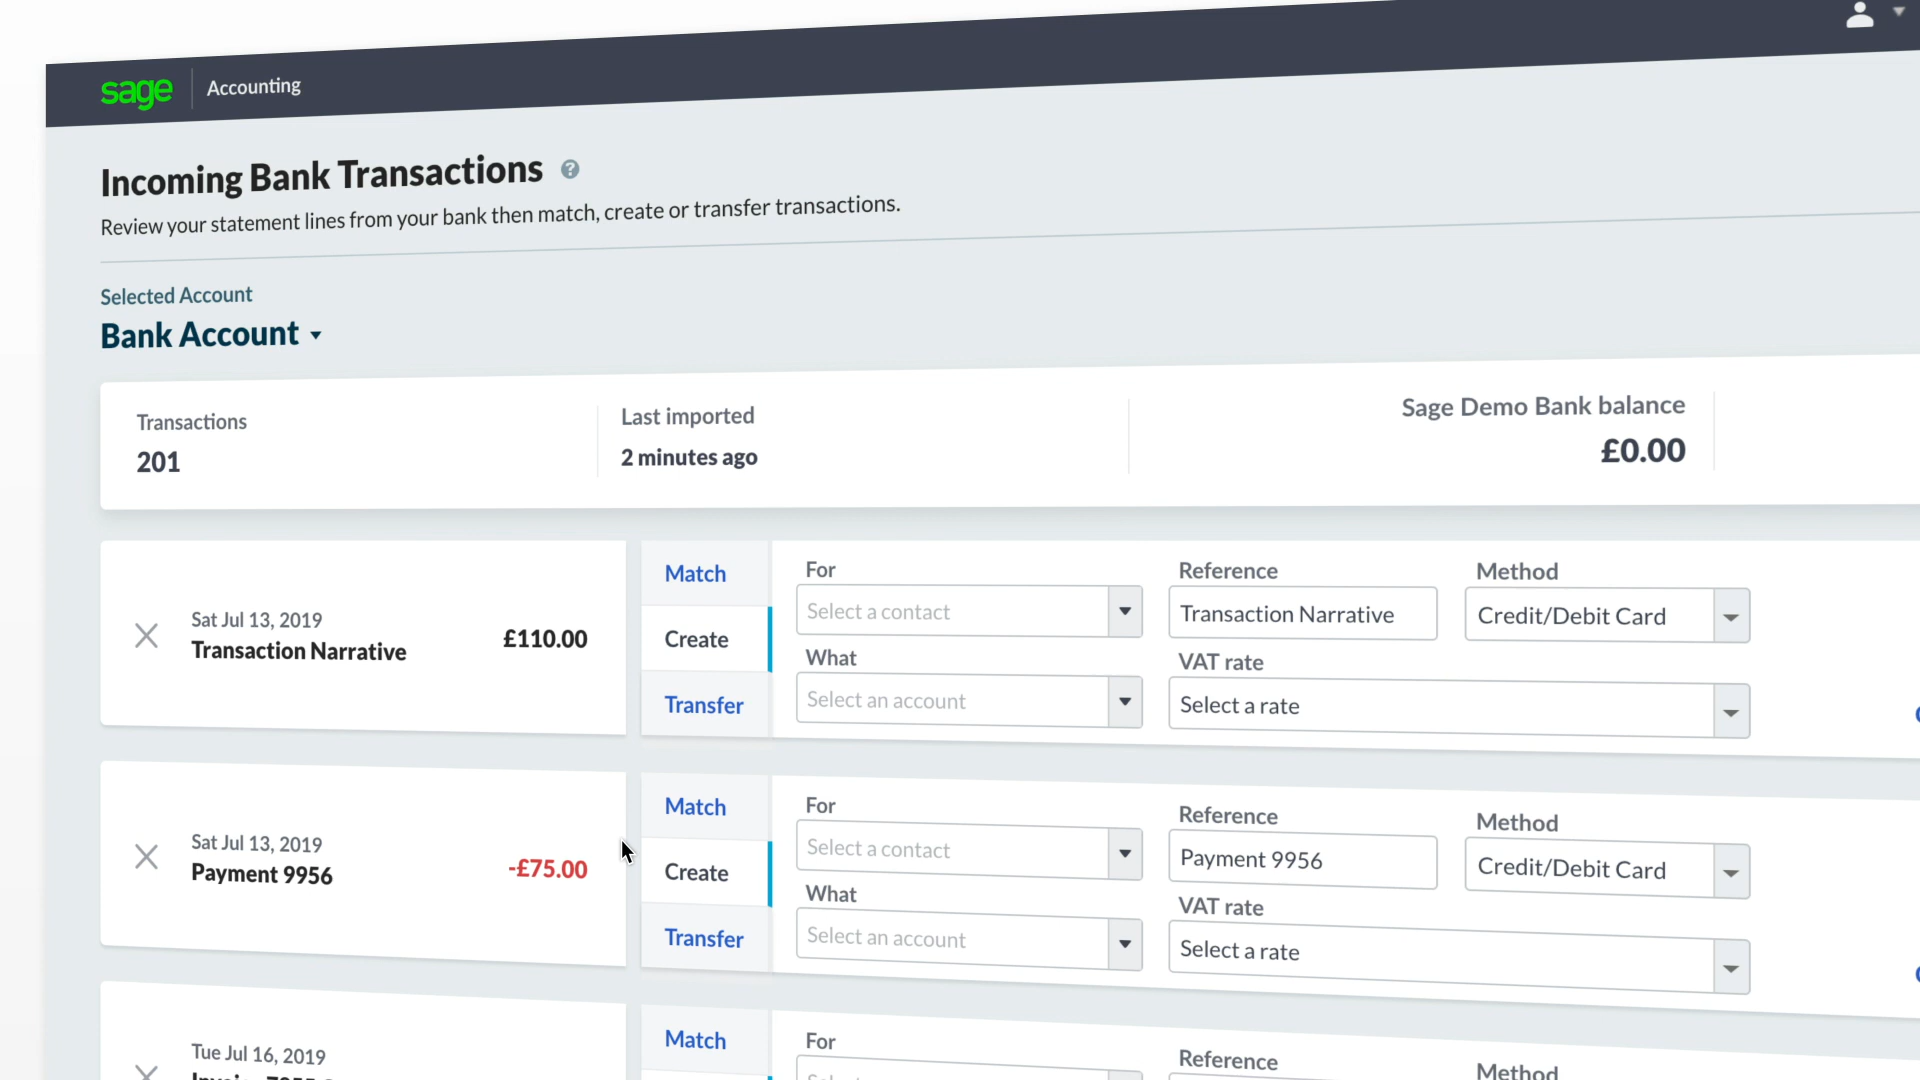 sage
Accounting
Incoming Bank Transactions ?
Review your statement lines from your bank then match, create or transfer transactions.
Selected Account
Bank Account
Transactions
201
Last imported
2 minutes ago
Sage Demo Bank balance
£0.00
Sat Jul 13, 2019
Transaction Narrative
£110.00
Match
Create
Transfer
For
Select a contact
What
Select an account
Reference
Transaction Narrative
Method
Credit/Debit Card
VAT rate
Select a rate
Sat Jul 13, 2019
Payment 9956
-£75.00
Match
Create
Transfer
For
Select a contact
What
Select an account
Reference
Payment 9956
Method
Credit/Debit Card
VAT rate
Select a rate
Tue Jul 16, 2019
Match
For
Reference
Method